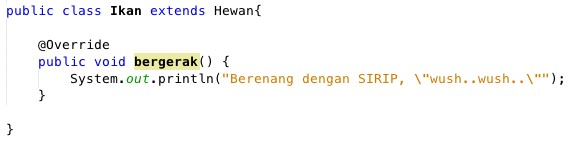 public class Ikan extends Hewan{
@Override
public void bergerak() {
System.out.println("Berenang dengan SIRIP, \"wush..wush..\"");
}
}